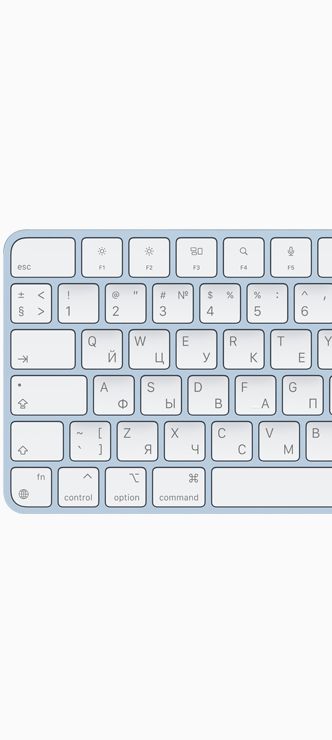 esc F1 F2 F3 F4 F5
± < ! @ " # № $ % % : ^ ,
§ > 1 2 3 4 5 6
Q W E R T Y
Й Ц У К Е
A S D F G
Ф Ы В А П
~ [ Z X C V B
` ] Я Ч С М
fn
control option command